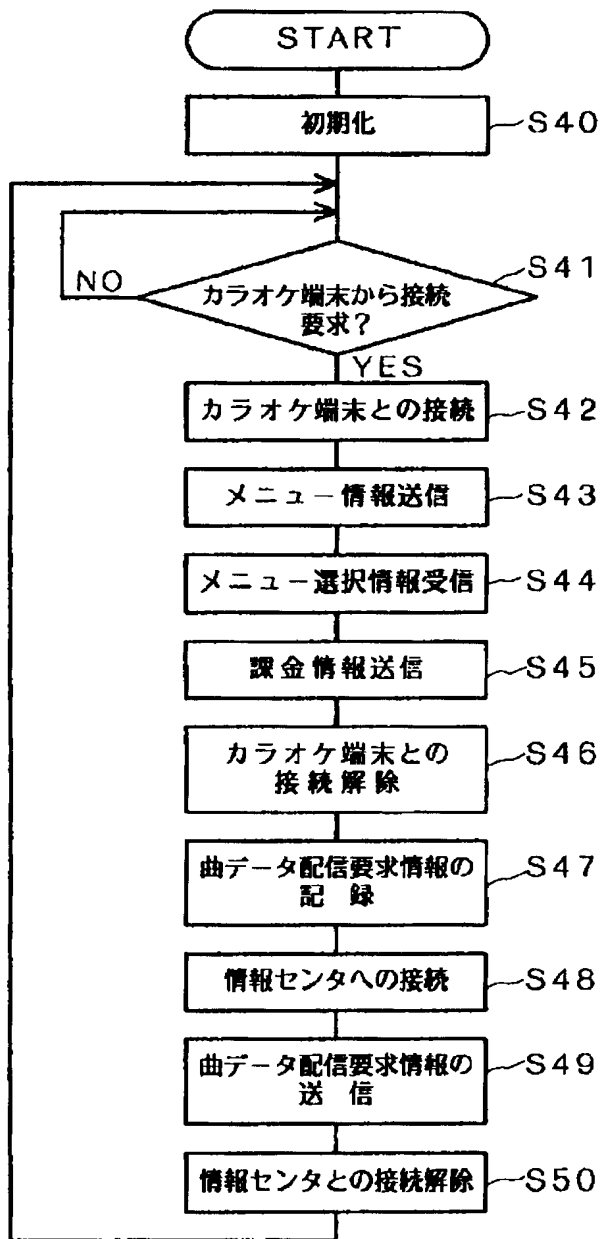 START
初期化
S40
カラオケ端末から接続
要求?
S41
NO
YES
カラオケ端末との接続
S42
メニュー情報送信
S43
メニュー選択情報受信
S44
課金情報送信
S45
カラオケ端末との
接続解除
S46
曲データ配信要求情報の
記録
S47
情報センタへの接続
S48
曲データ配信要求情報の
送信
S49
情報センタとの接続解除
S50